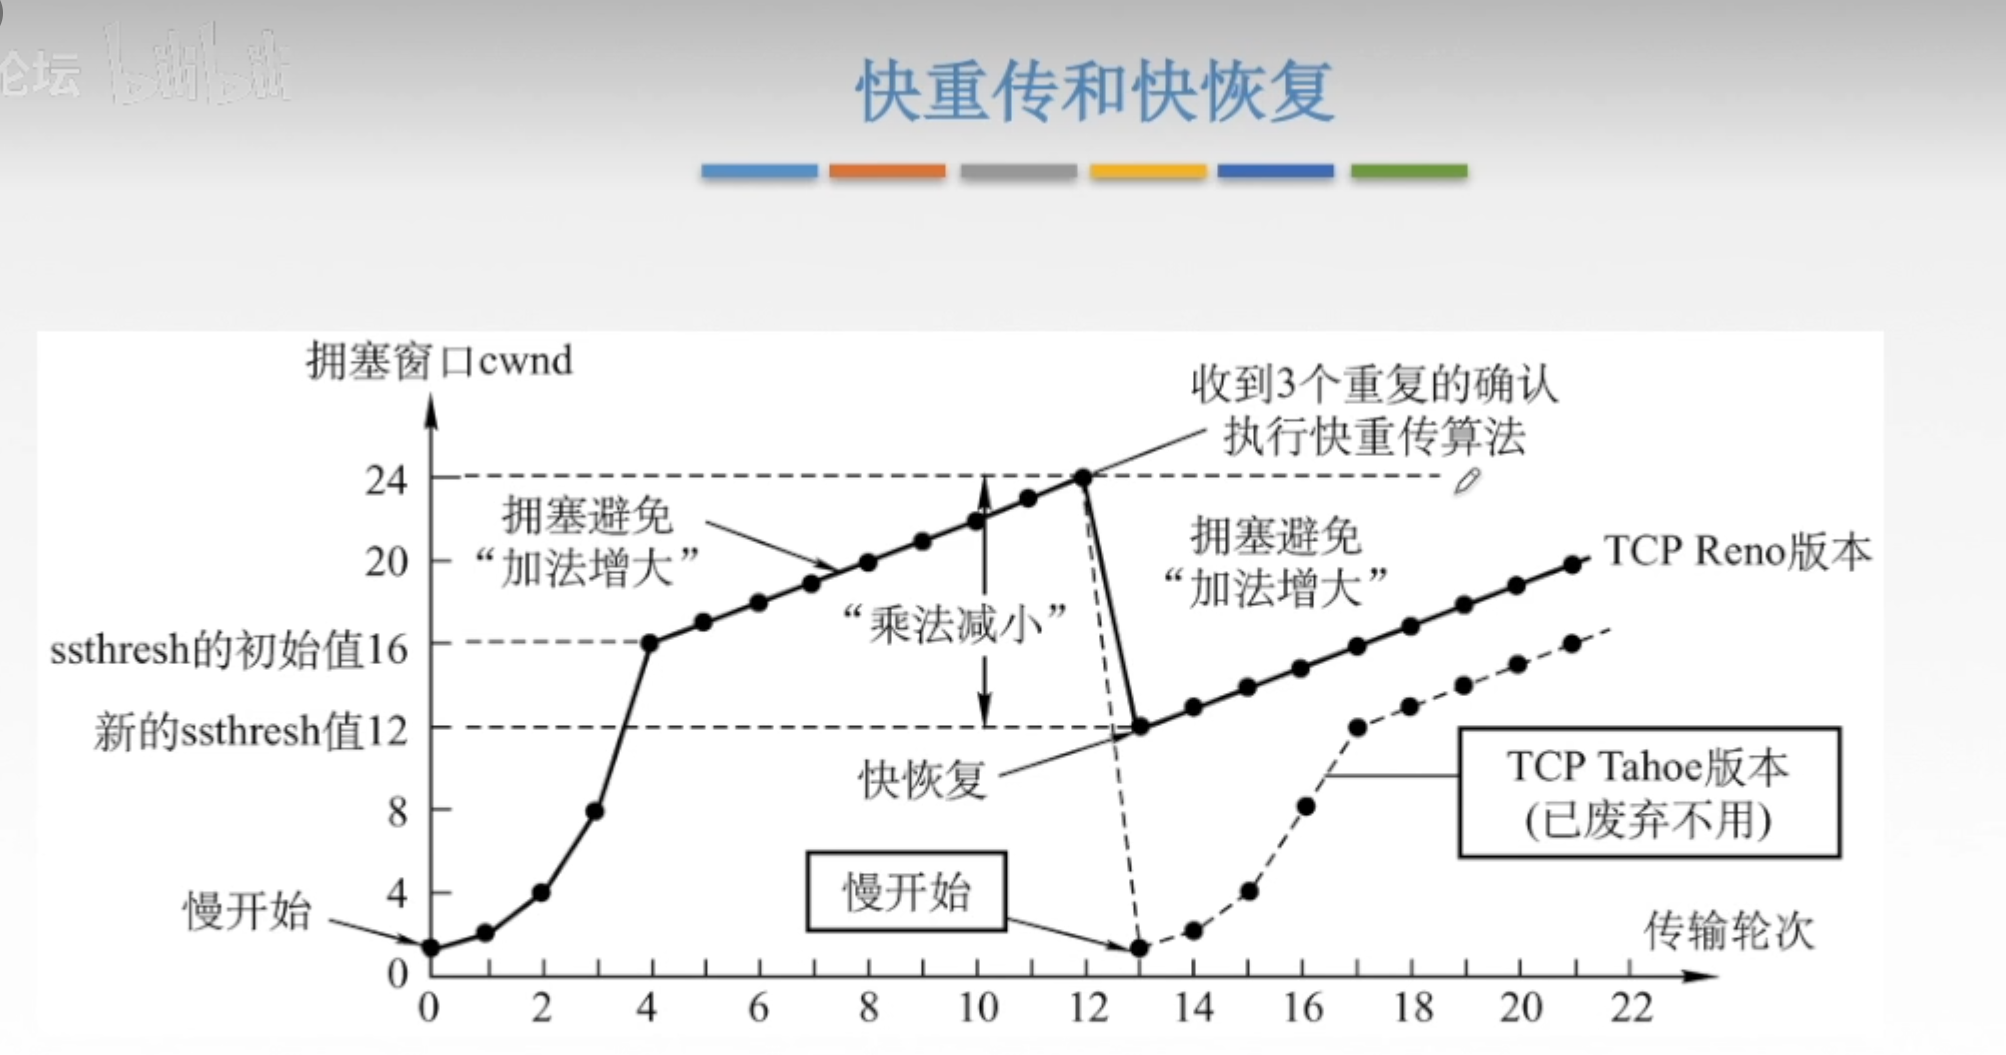 论坛 bilibili
快重传和快恢复
拥塞窗口cwnd
收到3个重复的确认
执行快重传算法
24
拥塞避免
“加法增大”
拥塞避免
“加法增大”
TCP Reno版本
20
“乘法减小”
ssthresh的初始值16
新的ssthresh值12
快恢复
TCP Tahoe版本
(已废弃不用)
8
慢开始
4
慢开始
传输轮次
0
0 2 4 6 8 10 12 14 16 18 20 22